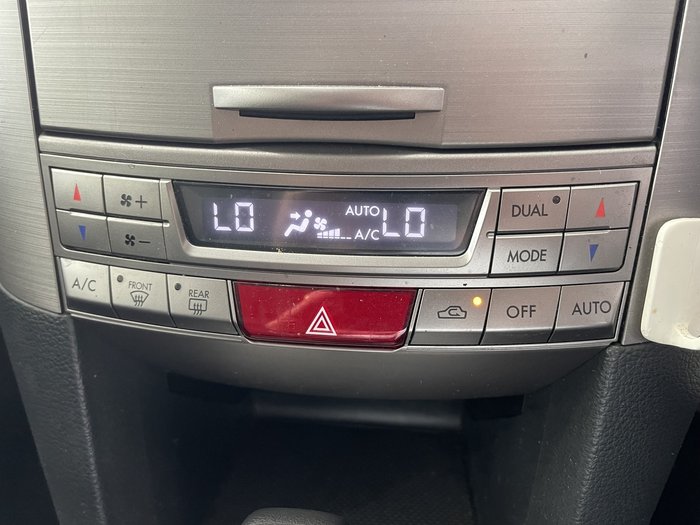 LO AUTO LO
A/C
+
DUAL
-
MODE
A/C FRONT REAR OFF AUTO